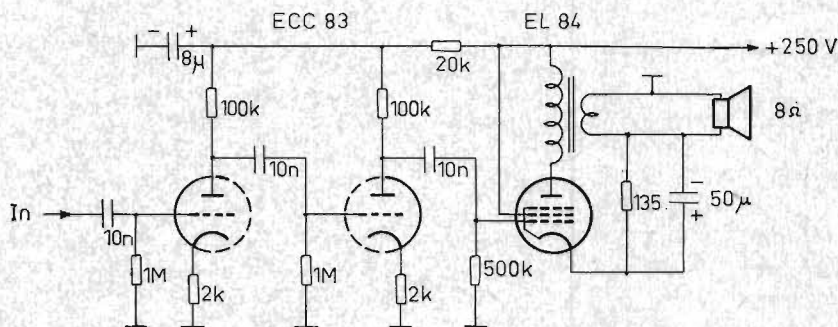 ECC 83
EL 84
- +
8µ
20k
+250 V
100k
100k
8Ω
10n
10n
In
10n
135
-
50µ
+
1M
2k
1M
2k
500k